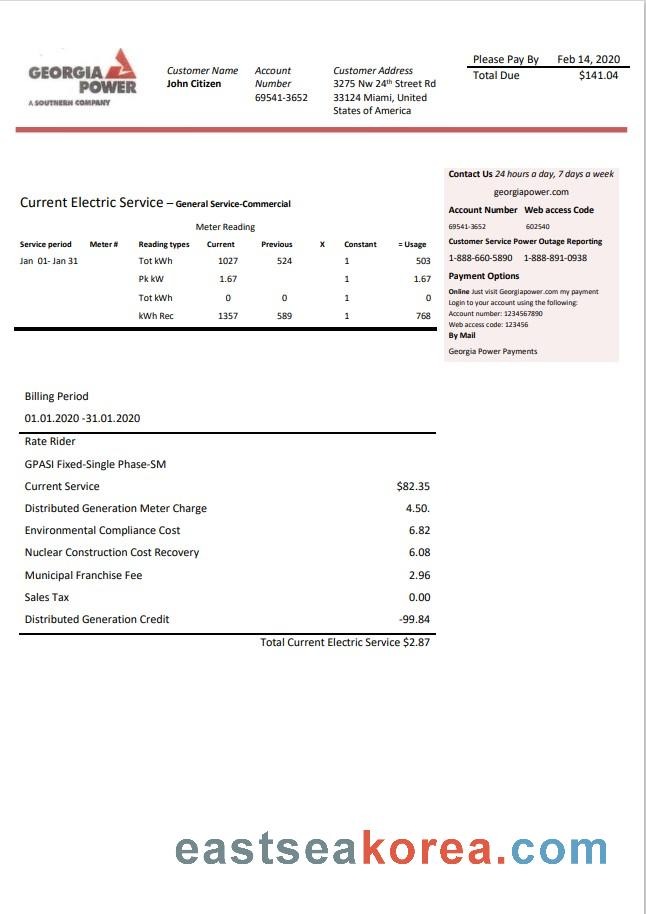 GEORGIA
POWER
A SOUTHERN COMPANY
Customer Name
John Citizen
Account
Number
69541-3652
Customer Address
3275 Nw 24th Street Rd
33124 Miami, United
States of America
Please Pay By Feb 14, 2020
Total Due $141.04
Current Electric Service – General Service-Commercial
Meter Reading
Service period Meter # Reading types Current Previous X Constant = Usage
Jan 01- Jan 31 Tot kWh 1027 524 1 503
Pk kW 1.67 1 1.67
Tot kWh 0 0 1 0
kWh Rec 1357 589 1 768
Contact Us 24 hours a day, 7 days a week
georgiapower.com
Account Number Web access Code
69541-3652 602540
Customer Service Power Outage Reporting
1-888-660-5890 1-888-891-0938
Payment Options
Online Just visit Georgiapower.com my payment
Login to your account using the following:
Account number: 1234567890
Web access code: 123456
By Mail
Georgia Power Payments
Billing Period
01.01.2020 -31.01.2020
Rate Rider
GPASI Fixed-Single Phase-SM
Current Service $82.35
Distributed Generation Meter Charge 4.50.
Environmental Compliance Cost 6.82
Nuclear Construction Cost Recovery 6.08
Municipal Franchise Fee 2.96
Sales Tax 0.00
Distributed Generation Credit -99.84
Total Current Electric Service $2.87
eastseakorea.com